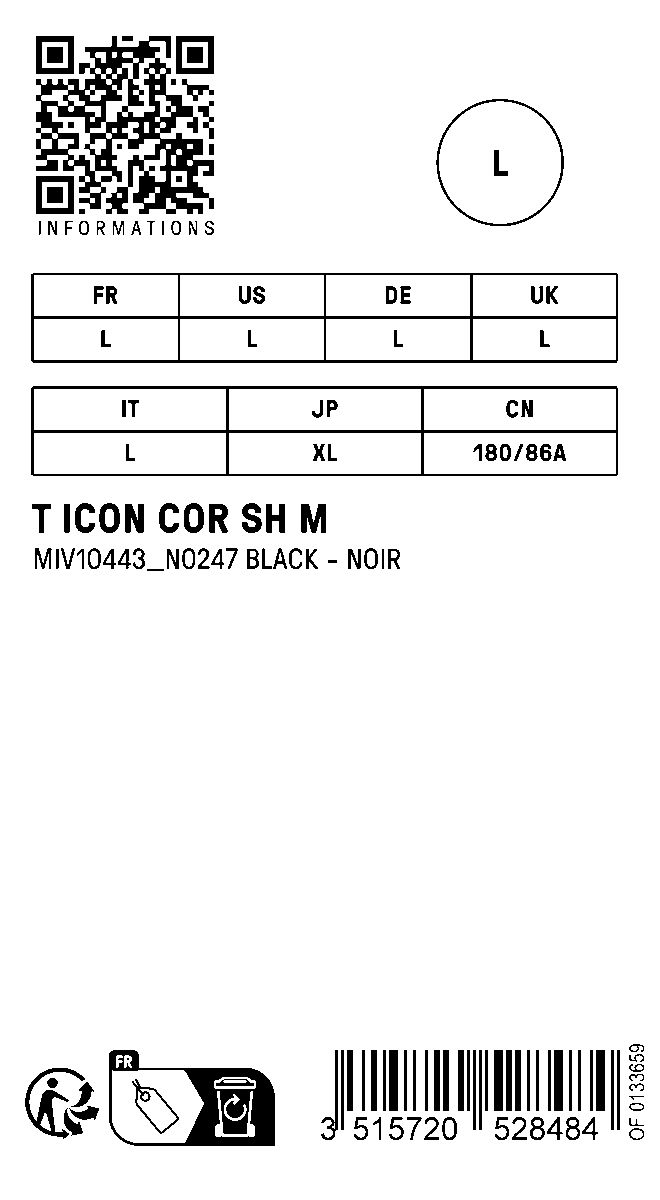 INFORMATIONS
L
FR US DE UK
L L L L
IT JP CN
L XL 180/86A
T ICON COR SH M
MIV10443_N0247 BLACK - NOIR
FR
3 515720 528484
OF 0133659